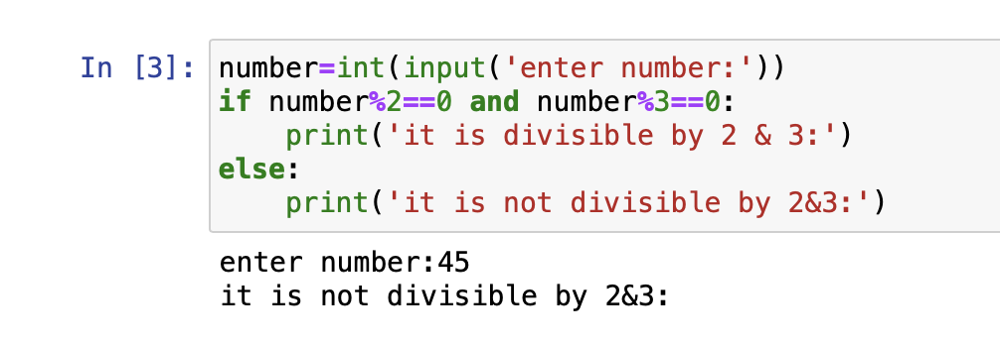 In [3]: number=int(input('enter number:'))
if number%2==0 and number%3==0:
    print('it is divisible by 2 & 3:')
else:
    print('it is not divisible by 2&3:')
enter number:45
it is not divisible by 2&3: